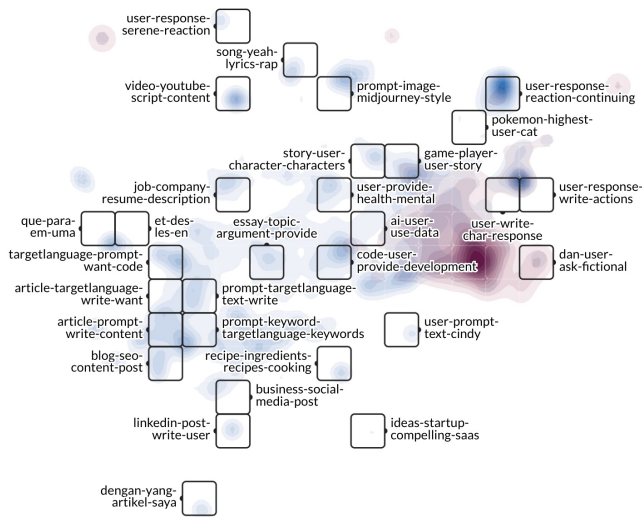 user-response-
serene-reaction
song-yeah-
lyrics-rap
video-youtube-
script-content
prompt-image-
midjourney-style
user-response-
reaction-continuing
pokemon-highest-
user-cat
story-user-
character-characters
game-player-
user-story
job-company-
resume-description
user-provide-
health-mental
user-response-
write-actions
que-para-
em-uma
et-des-
les-en
essay-topic-
argument-provide
ai-user-
use-data
user-write-
char-response
targetlanguage-prompt-
want-code
code-user-
provide-development
dan-user-
ask-fictional
article-targetlanguage-
write-want
prompt-targetlanguage-
text-write
article-prompt-
write-content
prompt-keyword-
targetlanguage-keywords
user-prompt-
text-cindy
blog-seo-
content-post
recipe-ingredients-
recipes-cooking
business-social-
media-post
linkedin-post-
write-user
ideas-startup-
compelling-saas
dengan-yang-
artikel-saya